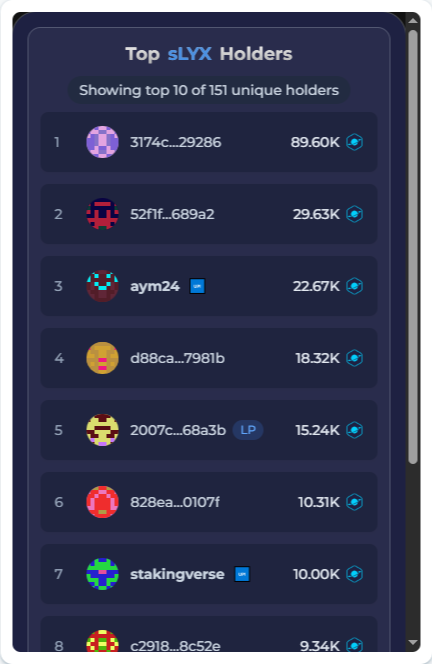 Top sLYX Holders
Showing top 10 of 151 unique holders
1 3174c...29286 89.60K
2 52f1f...689a2 29.63K
3 aym24 22.67K
4 d88ca...7981b 18.32K
5 2007c...68a3b LP 15.24K
6 828ea...0107f 10.31K
7 stakingverse 10.00K
8 c2918...8c52e 9.34K